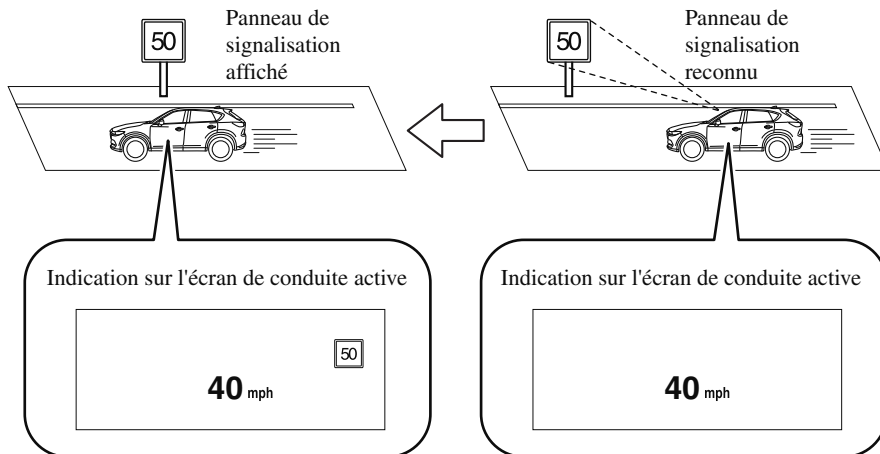 50
Panneau de
signalisation
affiché
50
Panneau de
signalisation
reconnu
Indication sur l'écran de conduite active
50
40 mph
Indication sur l'écran de conduite active
40 mph